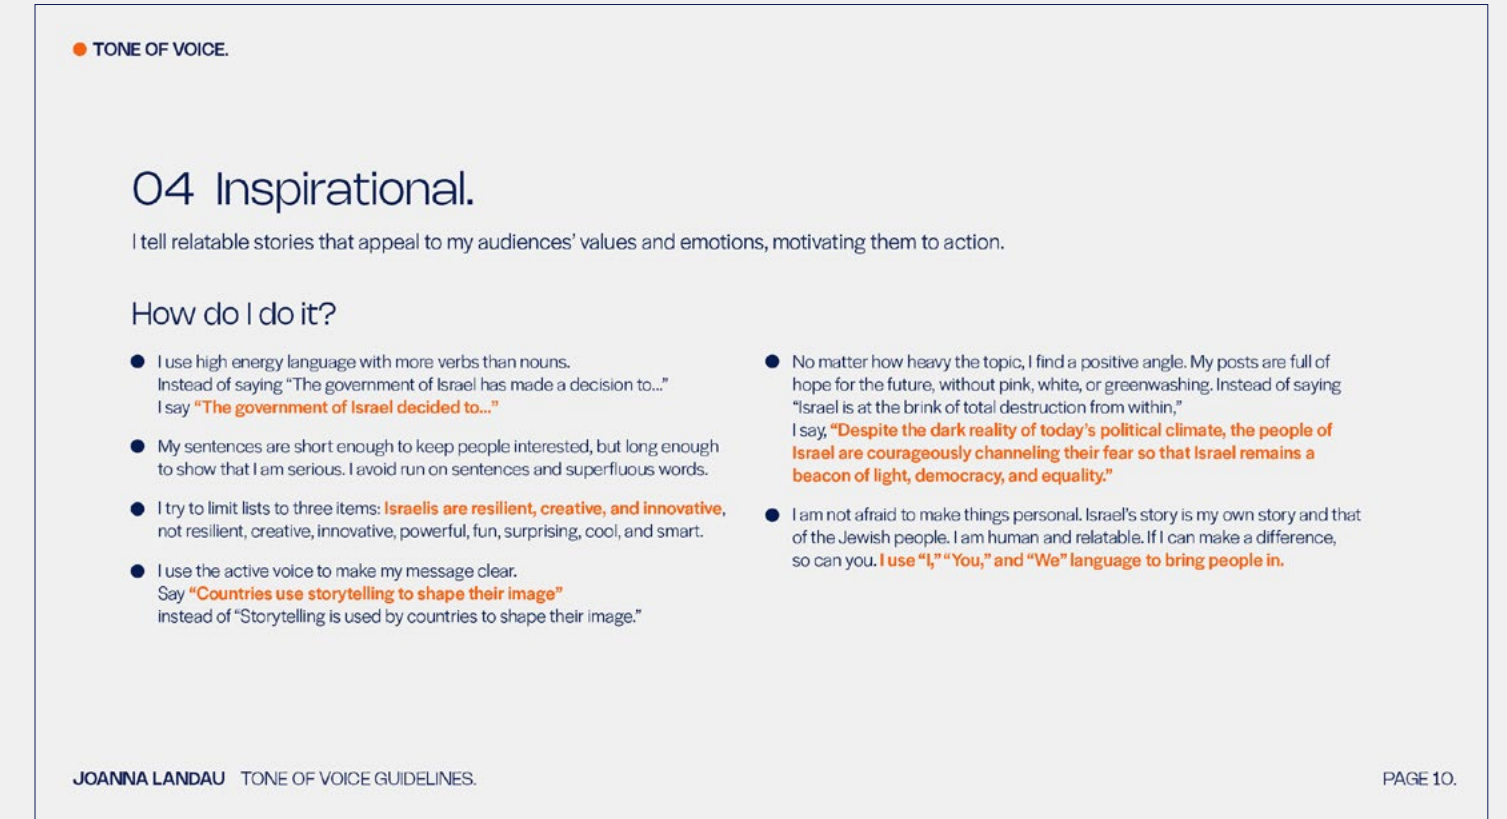 TONE OF VOICE.
04 Inspirational.
I tell relatable stories that appeal to my audiences' values and emotions, motivating them to action.
How do I do it?
I use high energy language with more verbs than nouns.
Instead of saying “The government of Israel has made a decision to...”
I say “The government of Israel decided to...”
My sentences are short enough to keep people interested, but long enough
to show that I am serious. I avoid run on sentences and superfluous words.
I try to limit lists to three items: Israelis are resilient, creative, and innovative,
not resilient, creative, innovative, powerful, fun, surprising, cool, and smart.
I use the active voice to make my message clear.
Say “Countries use storytelling to shape their image”
instead of “Storytelling is used by countries to shape their image.”
No matter how heavy the topic, I find a positive angle. My posts are full of
hope for the future, without pink, white, or greenwashing. Instead of saying
“Israel is at the brink of total destruction from within,”
I say, “Despite the dark reality of today's political climate, the people of
Israel are courageously channeling their fear so that Israel remains a
beacon of light, democracy, and equality.”
I am not afraid to make things personal. Israel's story is my own story and that
of the Jewish people. I am human and relatable. If I can make a difference,
so can you. I use “I,” “You,” and “We” language to bring people in.
JOANNA LANDAU TONE OF VOICE GUIDELINES.
PAGE 10.